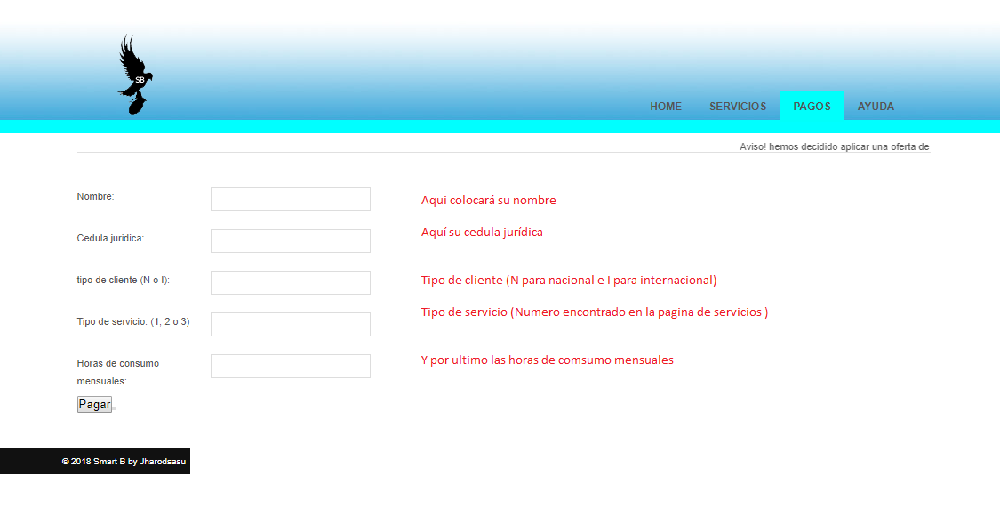 SB
HOME SERVICIOS PAGOS AYUDA
Aviso! hemos decidido aplicar una oferta de
Nombre:
Aqui colocará su nombre
Cedula juridica:
Aquí su cedula jurídica
tipo de cliente (N o I):
Tipo de cliente (N para nacional e I para internacional)
Tipo de servicio: (1, 2 o 3)
Tipo de servicio (Numero encontrado en la pagina de servicios )
Horas de consumo
mensuales:
Y por ultimo las horas de comsumo mensuales
Pagar
© 2018 Smart B by Jharodsasu